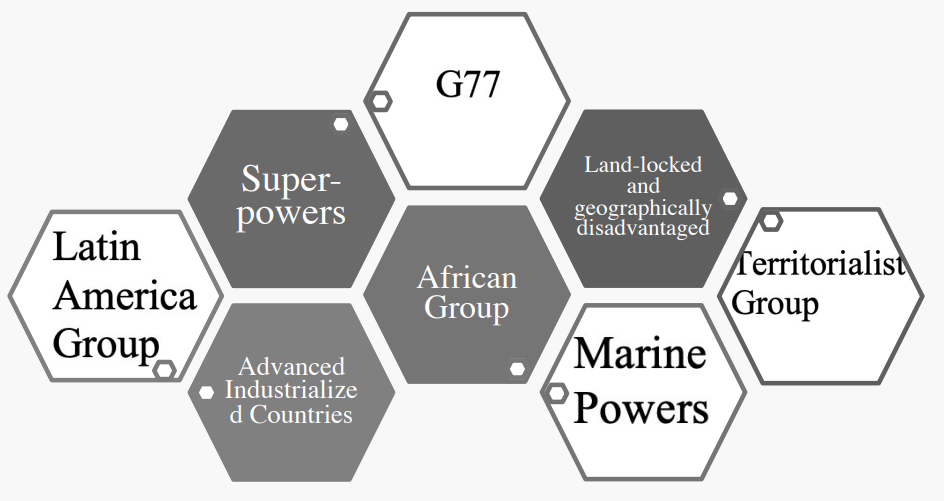 G77
Super-
powers
Land-locked
and
geographically
disadvantaged
Latin
America
Group
African
Group
Territorialist
Group
Advanced
Industrialize
d Countries
Marine
Powers